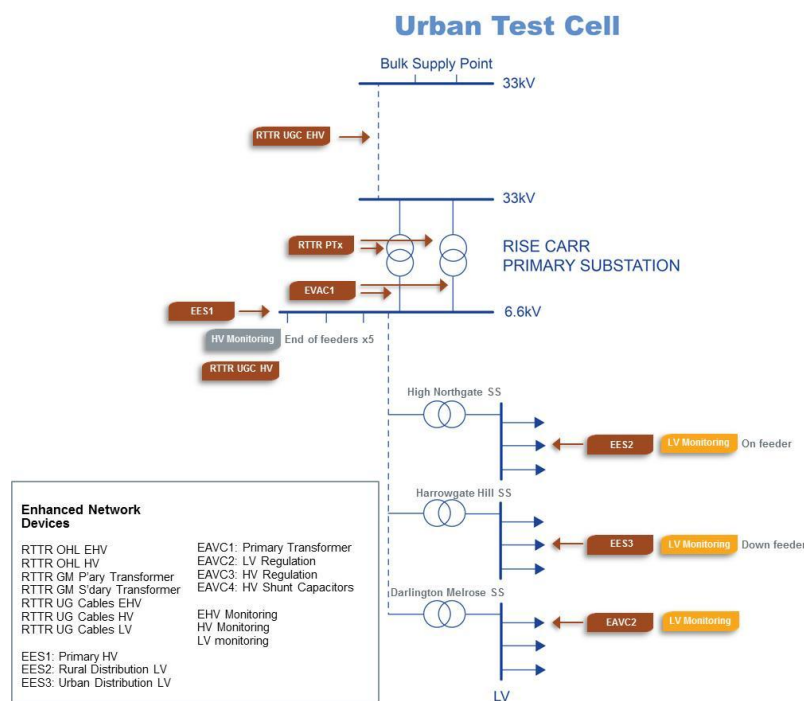 Urban Test Cell
Bulk Supply Point
33kV
RTTR UGC EHV
33kV
RTTR PTx
RISE CARR
PRIMARY SUBSTATION
EVAC1
EES1
6.6kV
HV Monitoring End of feeders x5
RTTR UGC HV
High Northgate SS
EES2 LV Monitoring On feeder
Harrowgate Hill SS
EES3 LV Monitoring Down feeder
Darlington Melrose SS
EAVC2 LV Monitoring
LV
Enhanced Network
Devices
RTTR OHL EHV
RTTR OHL HV
RTTR GM P'ary Transformer
RTTR GM S'dary Transformer
RTTR UG Cables EHV
RTTR UG Cables HV
RTTR UG Cables LV
EES1: Primary HV
EES2: Rural Distribution LV
EES3: Urban Distribution LV
EAVC1: Primary Transformer
EAVC2: LV Regulation
EAVC3: HV Regulation
EAVC4: HV Shunt Capacitors
EHV Monitoring
HV Monitoring
LV monitoring